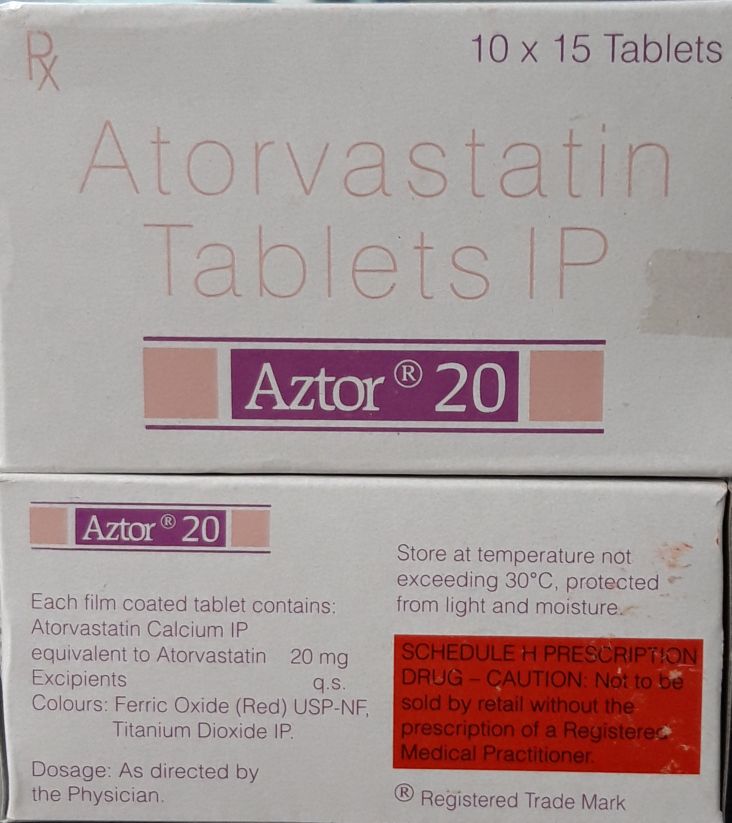 Rx
10 x 15 Tablets
Atorvastatin
Tablets IP
Aztor® 20
Aztor® 20
Each film coated tablet contains:
Atorvastatin Calcium IP
equivalent to Atorvastatin 20 mg
Excipients q.s.
Colours: Ferric Oxide (Red) USP-NF,
Titanium Dioxide IP.
Dosage: As directed by
the Physician.
Store at temperature not
exceeding 30°C, protected
from light and moisture.
SCHEDULE H PRESCRIPTION
DRUG – CAUTION: Not to be
sold by retail without the
prescription of a Registered
Medical Practitioner.
® Registered Trade Mark